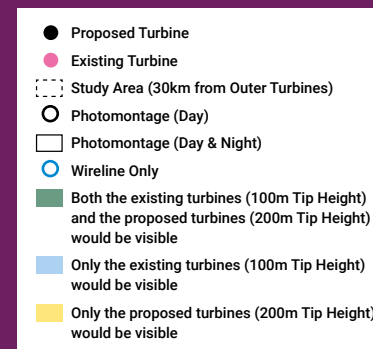 Proposed Turbine
Existing Turbine
Study Area (30km from Outer Turbines)
Photomontage (Day)
Photomontage (Day & Night)
Wireline Only
Both the existing turbines (100m Tip Height)
and the proposed turbines (200m Tip Height)
would be visible
Only the existing turbines (100m Tip Height)
would be visible
Only the proposed turbines (200m Tip Height)
would be visible